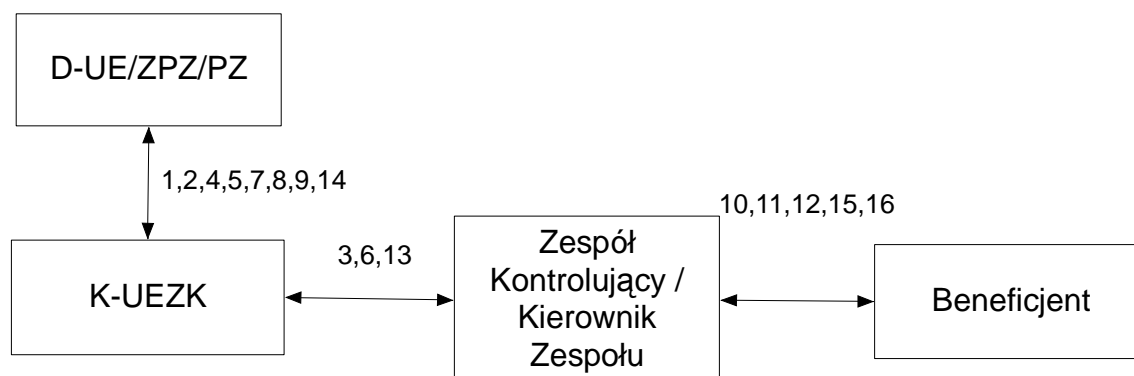 D-UE/ZPZ/PZ
1,2,4,5,7,8,9,14
K-UEZK
3,6,13
Zespół
Kontrolujący /
Kierownik
Zespołu
10,11,12,15,16
Beneficjent